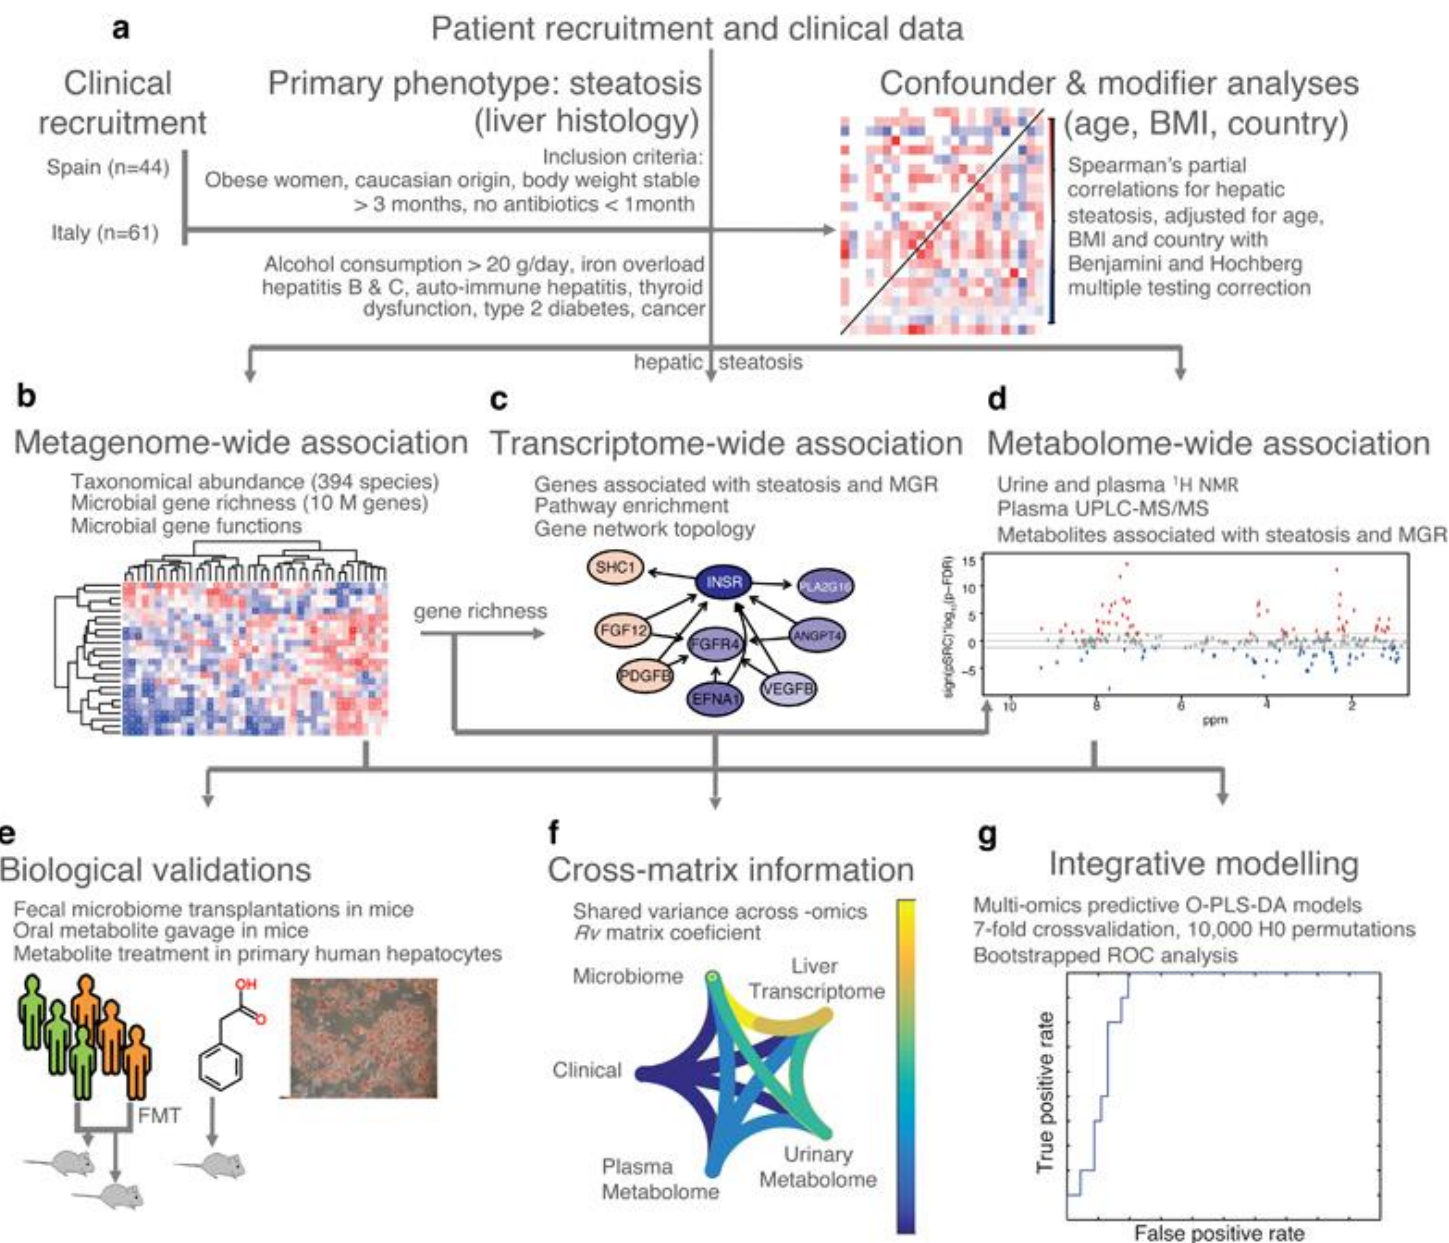 a
Patient recruitment and clinical data
Clinical
recruitment
Spain (n=44)
Italy (n=61)
Primary phenotype: steatosis
(liver histology)
Inclusion criteria:
Obese women, caucasian origin, body weight stable
> 3 months, no antibiotics < 1month
Alcohol consumption > 20 g/day, iron overload
hepatitis B & C, auto-immune hepatitis, thyroid
dysfunction, type 2 diabetes, cancer
Confounder & modifier analyses
(age, BMI, country)
Spearman's partial
correlations for hepatic
steatosis, adjusted for age,
BMI and country with
Benjamini and Hochberg
multiple testing correction
hepatic steatosis
b
Metagenome-wide association
Taxonomical abundance (394 species)
Microbial gene richness (10 M genes)
Microbial gene functions
gene richness
c
Transcriptome-wide association
Genes associated with steatosis and MGR
Pathway enrichment
Gene network topology
SHC1
INSR
PLA2G16
FGF12
FGFR4
ANGPT4
PDGFB
EFNA1
VEGFB
d
Metabolome-wide association
Urine and plasma ¹H NMR
Plasma UPLC-MS/MS
Metabolites associated with steatosis and MGR
sign(pSRC)*log₁₀(p-FDR)
15
10
5
0
-5
10 8 6 4 2
ppm
e
Biological validations
Fecal microbiome transplantations in mice
Oral metabolite gavage in mice
Metabolite treatment in primary human hepatocytes
OH
O
FMT
f
Cross-matrix information
Shared variance across -omics
Rv matrix coeficient
Microbiome
Liver
Transcriptome
Clinical
Plasma
Metabolome
Urinary
Metabolome
g
Integrative modelling
Multi-omics predictive O-PLS-DA models
7-fold crossvalidation, 10,000 H0 permutations
Bootstrapped ROC analysis
True positive rate
False positive rate